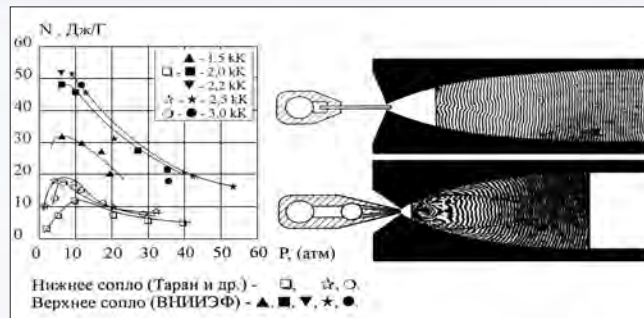 N , Дж/Г
60
50
40
30
20
10
0
▲ - 1.5 kK
□ - ■ - 2,0 kK
▼ - 2,2 kK
☆ - ★ - 2,5 kK
○ - ● - 3,0 kK
0 10 20 30 40 50 60
P, (атм)
Нижнее сопло (Таран и др.) - □, ☆, ○.
Верхнее сопло (ВНИИЭФ) - ▲, ■, ▼, ★, ●.